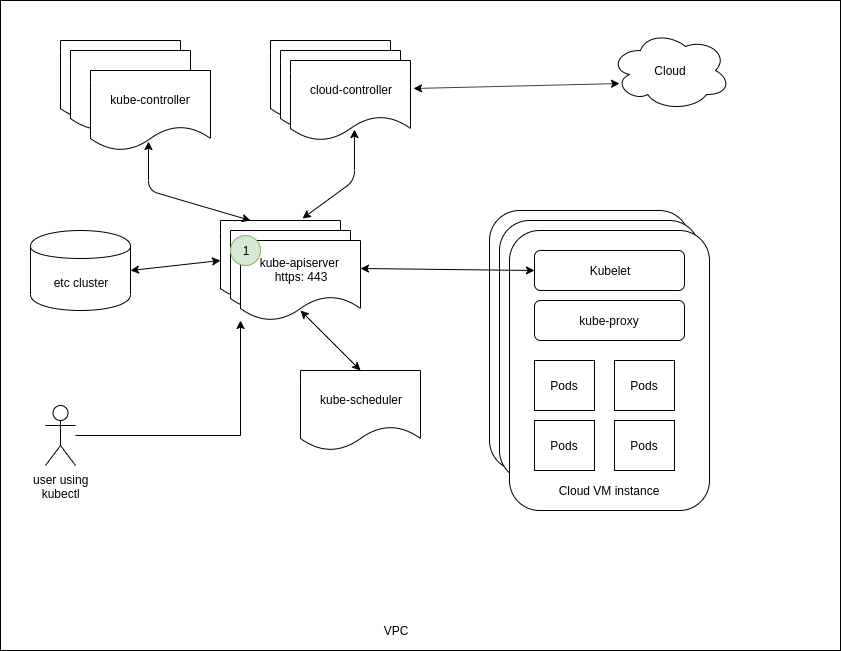 kube-controller
cloud-controller
Cloud
1
kube-apiserver
https: 443
etc cluster
Kubelet
kube-proxy
kube-scheduler
Pods
Pods
Pods
Pods
Cloud VM instance
user using
kubectl
VPC